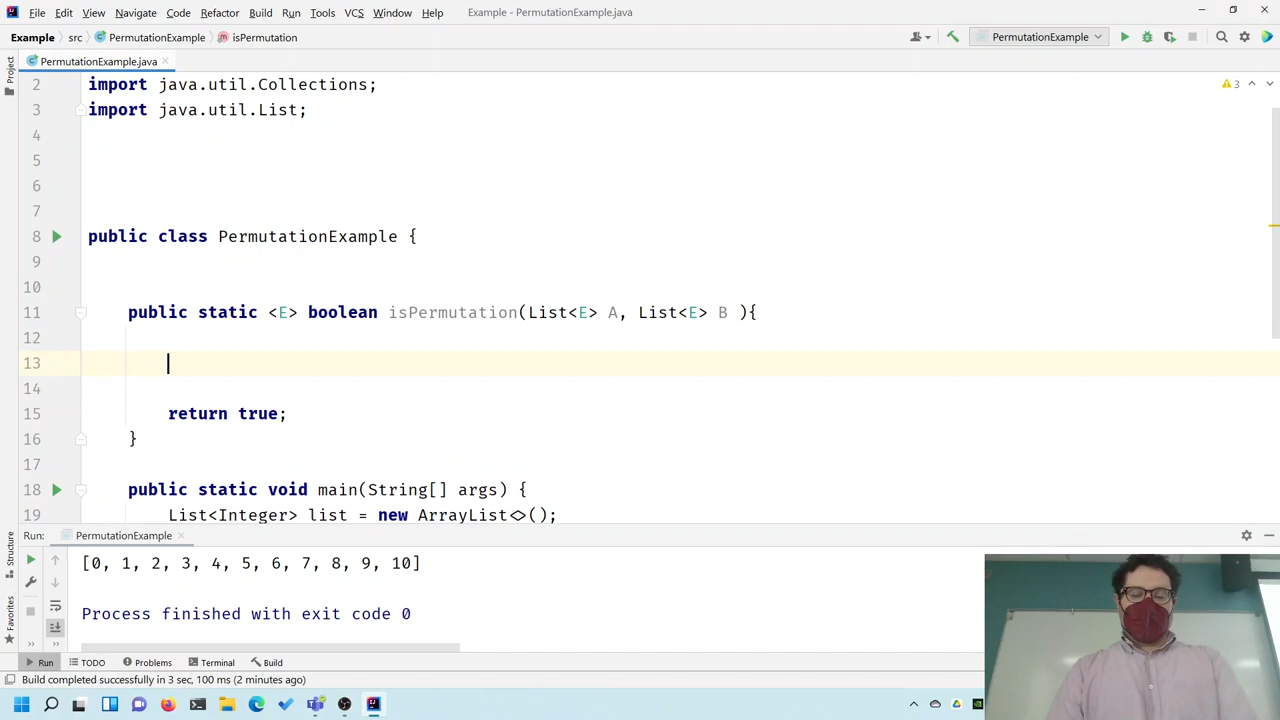 File Edit View Navigate Code Refactor Build Run Tools VCS Window Help Example - PermutationExample.java
Example src PermutationExample isPermutation PermutationExample
Project
PermutationExample.java
2 import java.util.Collections;
3
3 import java.util.List;
4
5
6
7
8 public class PermutationExample {
9
10
11 public static <E> boolean isPermutation(List<E> A, List<E> B ){
12
13
14
15 return true;
16 }
17
18 public static void main(String[] args) {
19 List<Integer> list = new ArrayList<>();
Run: PermutationExample
[0, 1, 2, 3, 4, 5, 6, 7, 8, 9, 10]
Process finished with exit code 0
Structure
Favorites
Run TODO Problems Terminal Build
Build completed successfully in 3 sec, 100 ms (2 minutes ago)